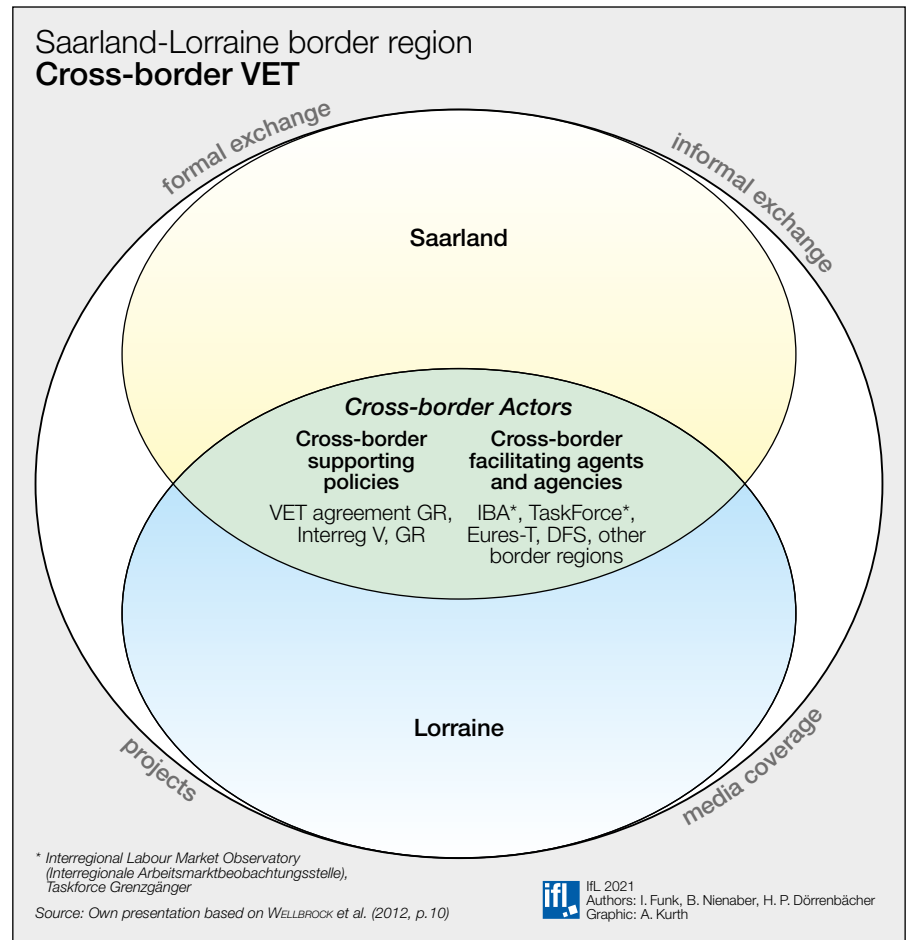 Saarland-Lorraine border region
Cross-border VET
formal exchange
informal exchange
Saarland
Cross-border Actors
Cross-border
supporting
policies
VET agreement GR,
Interreg V, GR
Cross-border
facilitating agents
and agencies
IBA*, TaskForce*,
Eures-T, DFS, other
border regions
Lorraine
projects
media coverage
* Interregional Labour Market Observatory
(Interregionale Arbeitsmarktbeobachtungsstelle),
Taskforce Grenzgänger
Source: Own presentation based on WELLBROCK et al. (2012, p.10)
ifl
IfL 2021
Authors: I. Funk, B. Nienaber, H. P. Dörrenbächer
Graphic: A. Kurth